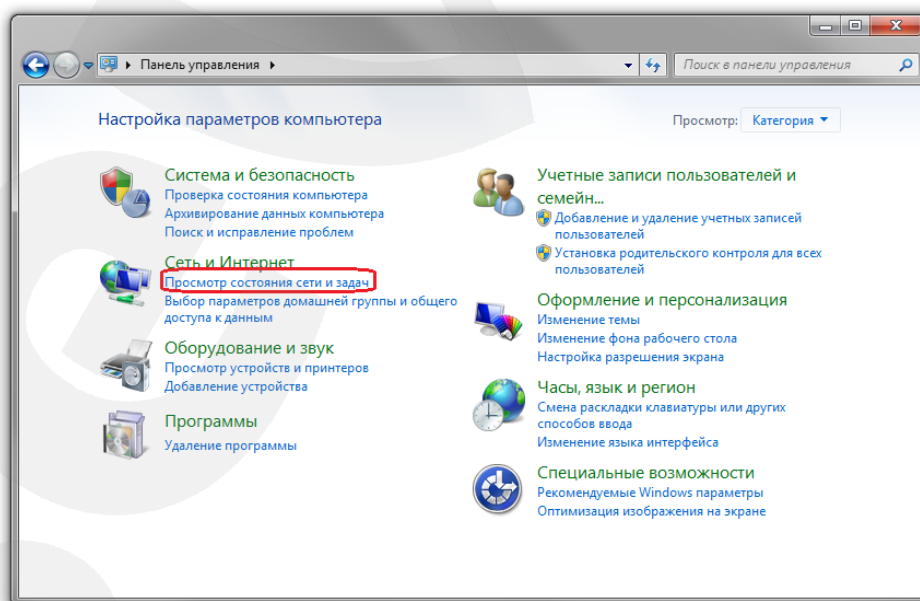 Панель управления
Поиск в панели управления
Настройка параметров компьютера
Просмотр: Категория
Система и безопасность
Проверка состояния компьютера
Архивирование данных компьютера
Поиск и исправление проблем
Сеть и Интернет
Просмотр состояния сети и задач
Выбор параметров домашней группы и общего
доступа к данным
Оборудование и звук
Просмотр устройств и принтеров
Добавление устройства
Программы
Удаление программы
Учетные записи пользователей и
семейн...
Добавление и удаление учетных записей
пользователей
Установка родительского контроля для всех
пользователей
Оформление и персонализация
Изменение темы
Изменение фона рабочего стола
Настройка разрешения экрана
Часы, язык и регион
Смена раскладки клавиатуры или других
способов ввода
Изменение языка интерфейса
Специальные возможности
Рекомендуемые Windows параметры
Оптимизация изображения на экране